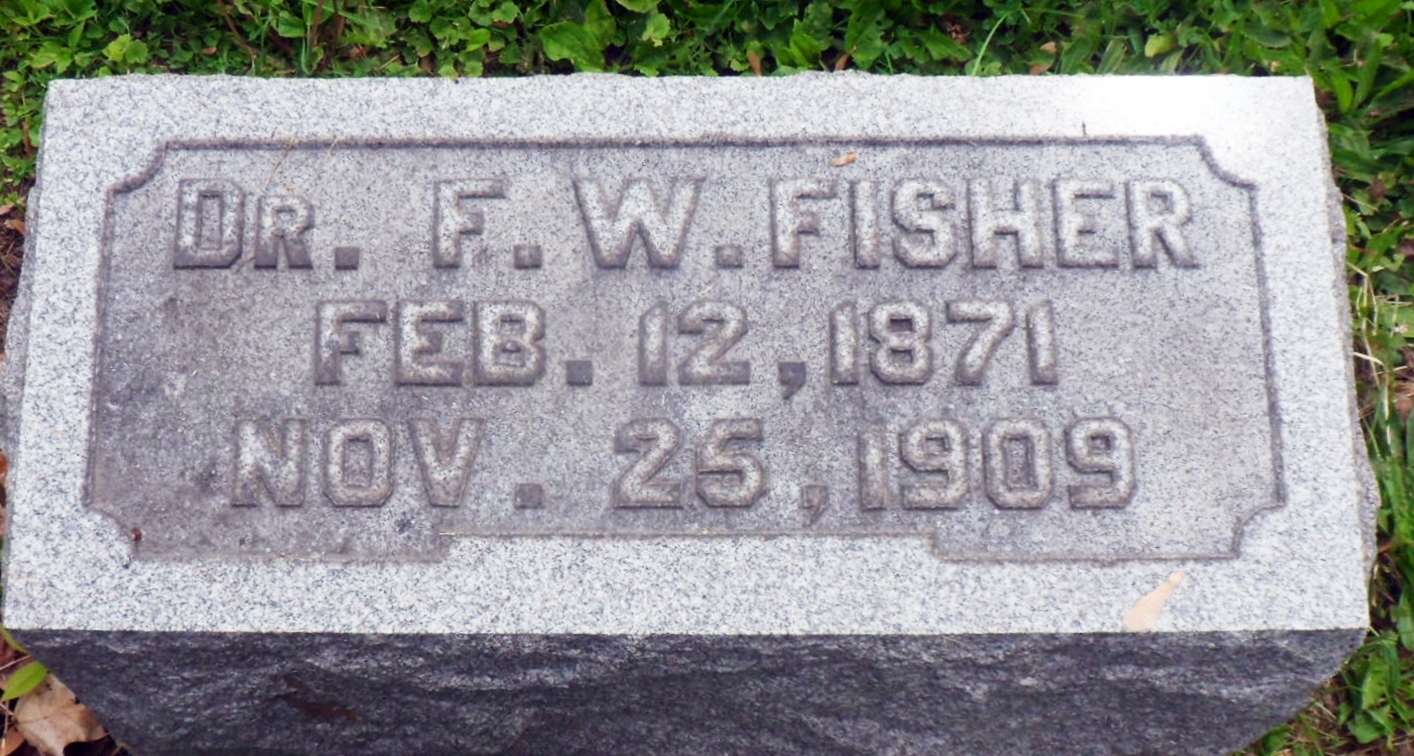 DR. F. W. FISHER
FEB. 12, 1871
NOV. 25, 1909